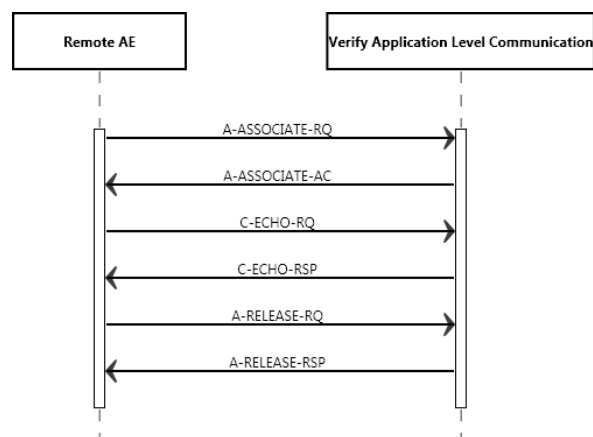 Remote AE
Verify Application Level Communication
A-ASSOCIATE-RQ
A-ASSOCIATE-AC
C-ECHO-RQ
C-ECHO-RSP
A-RELEASE-RQ
A-RELEASE-RSP